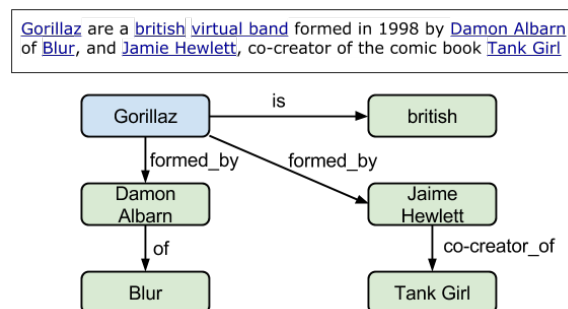 Gorillaz are a british virtual band formed in 1998 by Damon Albarn
of Blur, and Jamie Hewlett, co-creator of the comic book Tank Girl
is
Gorillaz
british
formed_by
formed_by
Damon
Albarn
Jaime
Hewlett
of
co-creator_of
Blur
Tank Girl